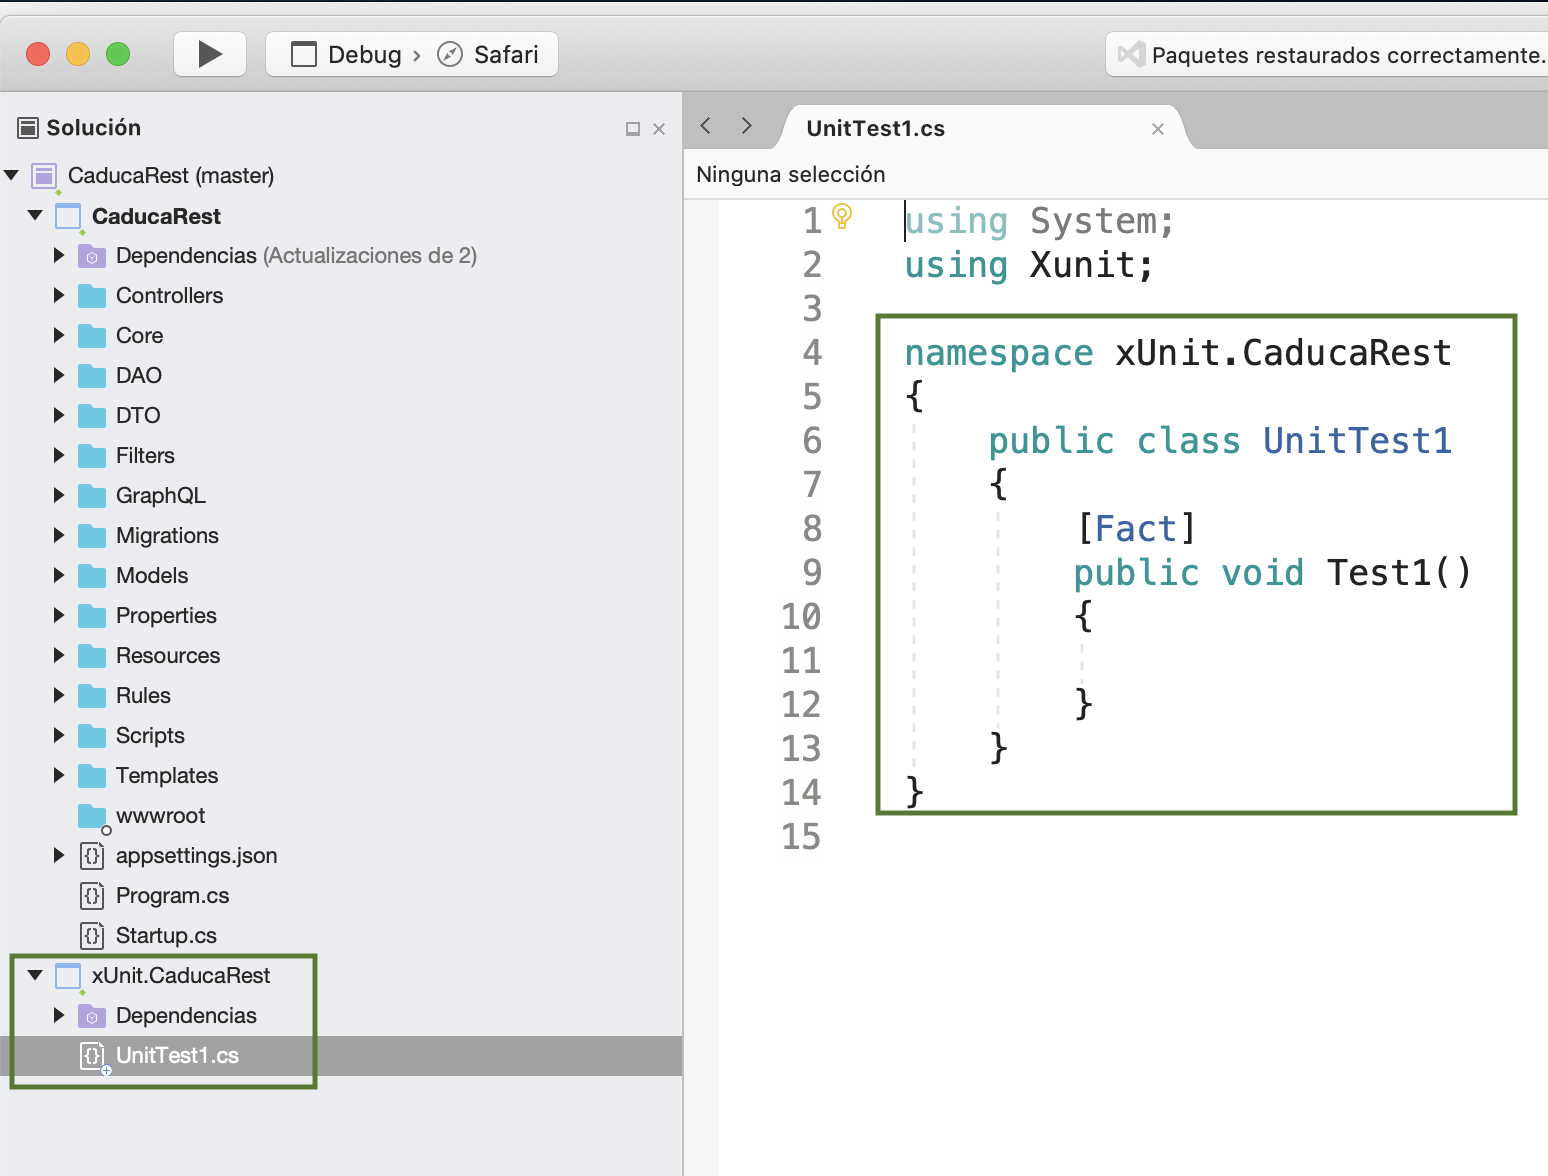 Debug › Safari
Paquetes restaurados correctamente.
Solución
CaducaRest (master)
CaducaRest
Dependencias (Actualizaciones de 2)
Controllers
Core
DAO
DTO
Filters
GraphQL
Migrations
Models
Properties
Resources
Rules
Scripts
Templates
wwwroot
appsettings.json
Program.cs
Startup.cs
xUnit.CaducaRest
Dependencias
UnitTest1.cs
UnitTest1.cs
Ninguna selección
1 using System;
2 using Xunit;
3
4 namespace xUnit.CaducaRest
5 {
6     public class UnitTest1
7     {
8         [Fact]
9         public void Test1()
10         {
11
12         }
13     }
14 }
15